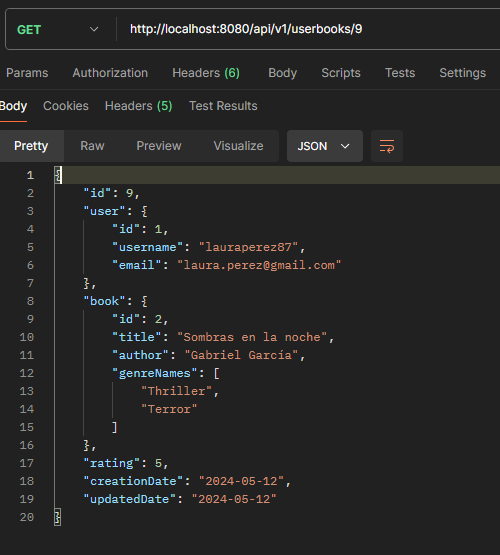 GET http://localhost:8080/api/v1/userbooks/9
Params Authorization Headers (6) Body Scripts Tests Settings
Body Cookies Headers (5) Test Results
Pretty Raw Preview Visualize JSON
1 {
2 "id": 9,
3 "user": {
4 "id": 1,
5 "username": "lauraperez87",
6 "email": "laura.perez@gmail.com"
7 },
8 "book": {
9 "id": 2,
10 "title": "Sombras en la noche",
11 "author": "Gabriel García",
12 "genreNames": [
13 "Thriller",
14 "Terror"
15 ]
16 },
17 "rating": 5,
18 "creationDate": "2024-05-12",
19 "updatedDate": "2024-05-12"
20 }